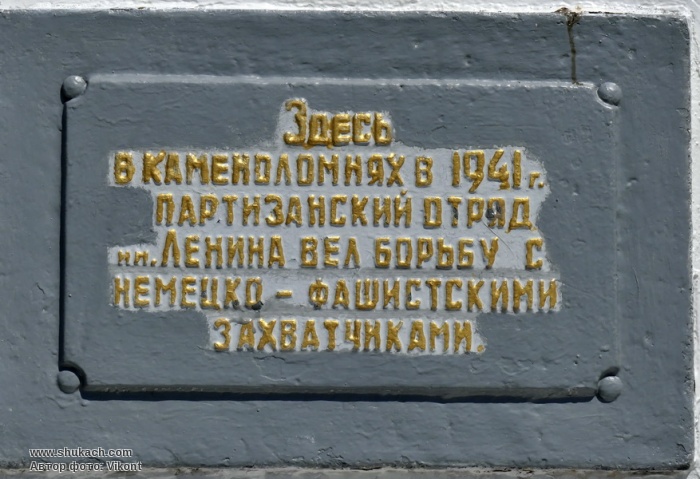 Здесь
в каменоломнях в 1941 г.
партизанский отряд
им. Ленина вел борьбу с
немецко - фашистскими
захватчиками.
www.shukach.com
Автор фото: Vikont